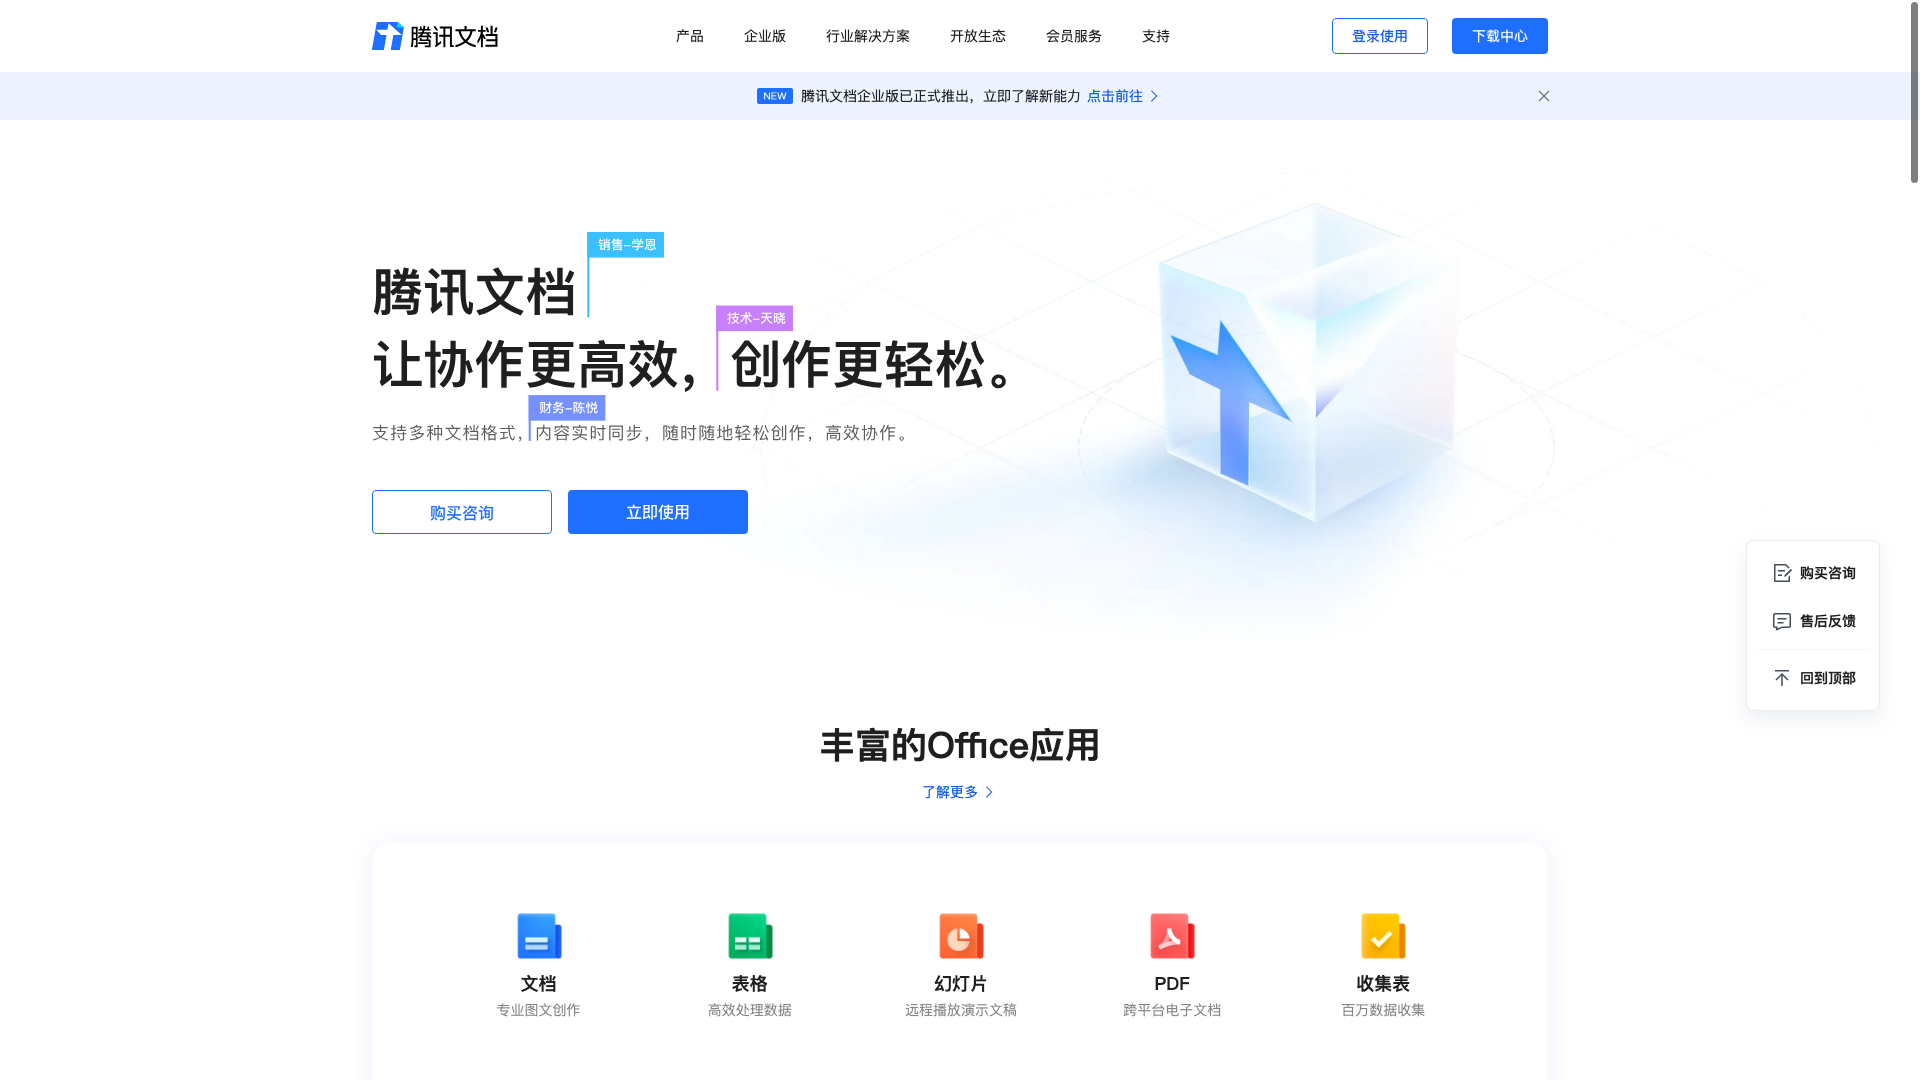 腾讯文档
产品
企业版
行业解决方案
开放生态
会员服务
支持
登录使用
下载中心
NEW 腾讯文档企业版已正式推出，立即了解新能力 点击前往
销售-学恩
腾讯文档
技术-天晓
让协作更高效，创作更轻松。
财务-陈悦
支持多种文档格式，内容实时同步，随时随地轻松创作，高效协作。
购买咨询
立即使用
购买咨询
售后反馈
回到顶部
丰富的Office应用
了解更多
文档
专业图文创作
表格
高效处理数据
幻灯片
远程播放演示文稿
PDF
跨平台电子文档
收集表
百万数据收集